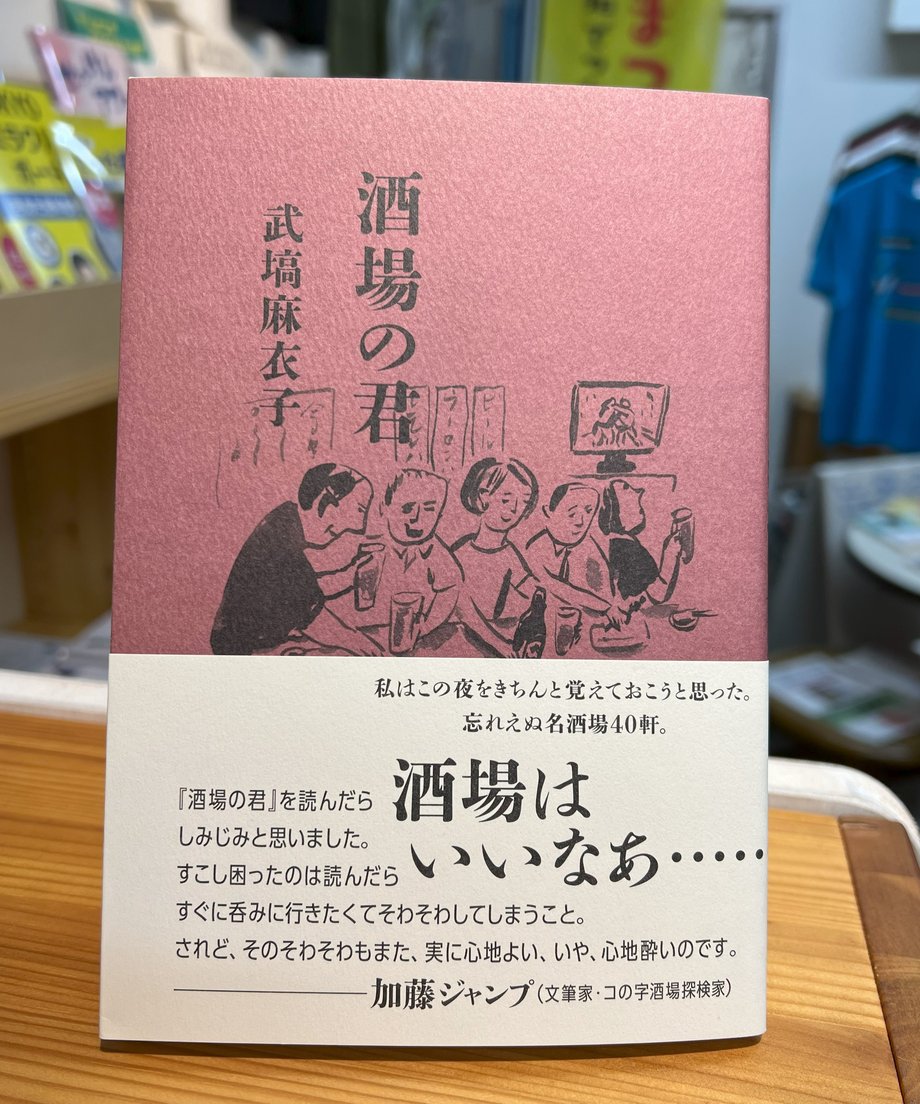 酒場の君
武塙麻衣子
私はこの夜をきちんと覚えておこうと思った。
忘れえぬ名酒場40軒。
酒場は
いいなあ・・・・・
『酒場の君』を読んだら
しみじみと思いました。
すこし困ったのは読んだら
すぐに呑みに行きたくてそわそわしてしまうこと。
されど、そのそわそわもまた、実に心地よい、いや、心地酔いのです。
加藤ジャンプ(文筆家・コの字酒場探検家)